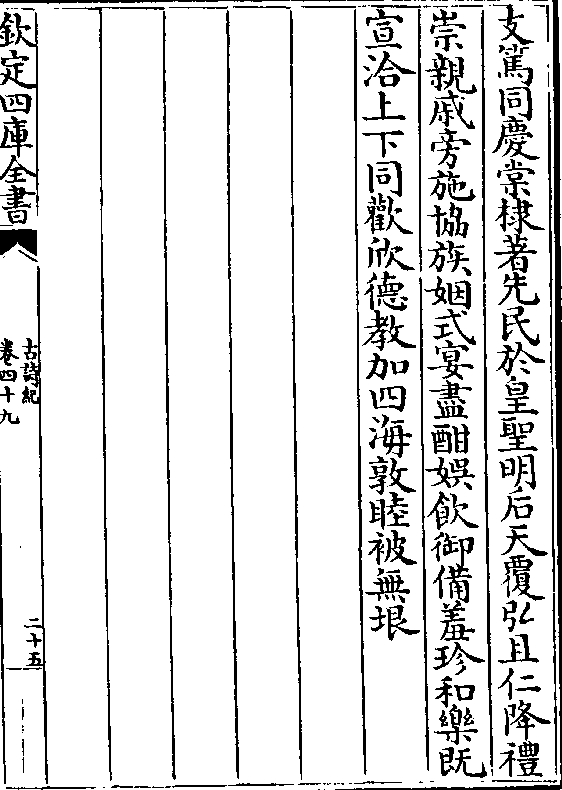 支篤同慶棠棣著先民於皇聖明后天覆弘且仁降禮
崇親戚旁施協族姻式宴盡酣娯飲御備羞珍和樂既
宣洽上下同歡欣德教加四海敦睦被無垠
欽定四庫全書
古詩紀
卷四十九
二十五